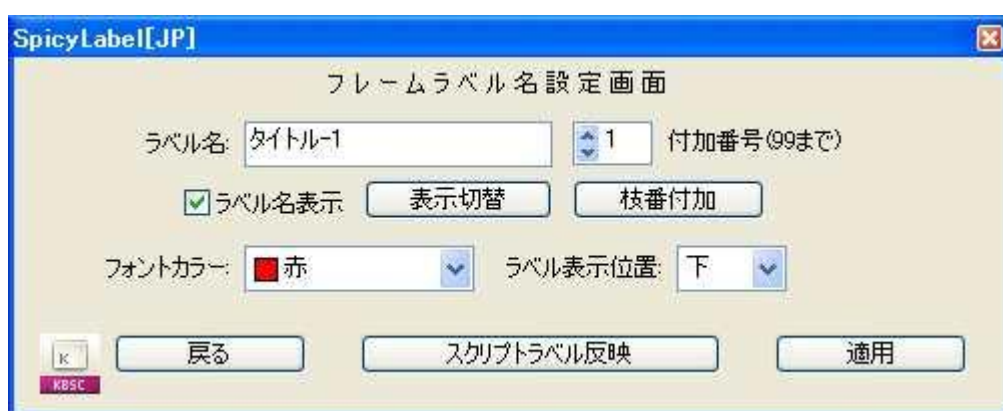 SpicyLabel[JP]
フレームラベル名設定画面
ラベル名: タイトル-1 1 付加番号(99まで)
ラベル名表示 表示切替 枝番付加
フォントカラー: 赤 ラベル表示位置: 下
K 戻る スクリプトラベル反映 適用
KBSC